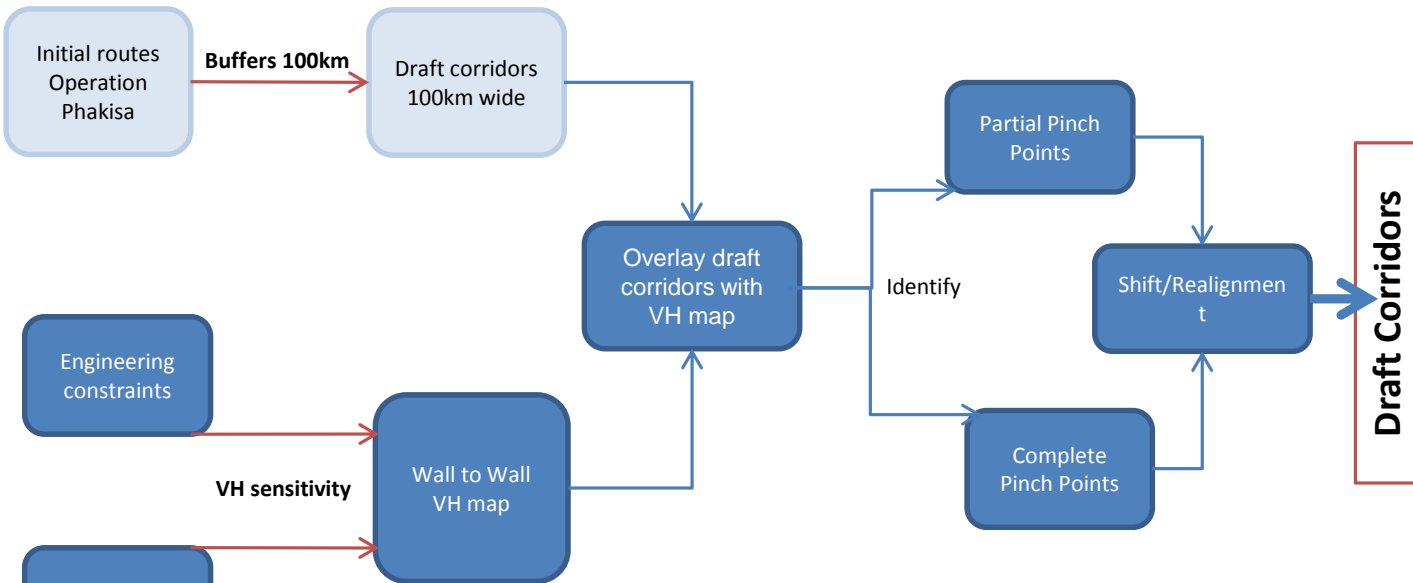 Initial routes
Operation
Phakisa
Buffers 100km
Draft corridors
100km wide
Partial Pinch
Points
Overlay draft
corridors with
VH map
Identify
Shift/Realignmen
t
Draft Corridors
Engineering
constraints
VH sensitivity
Wall to Wall
VH map
Complete
Pinch Points